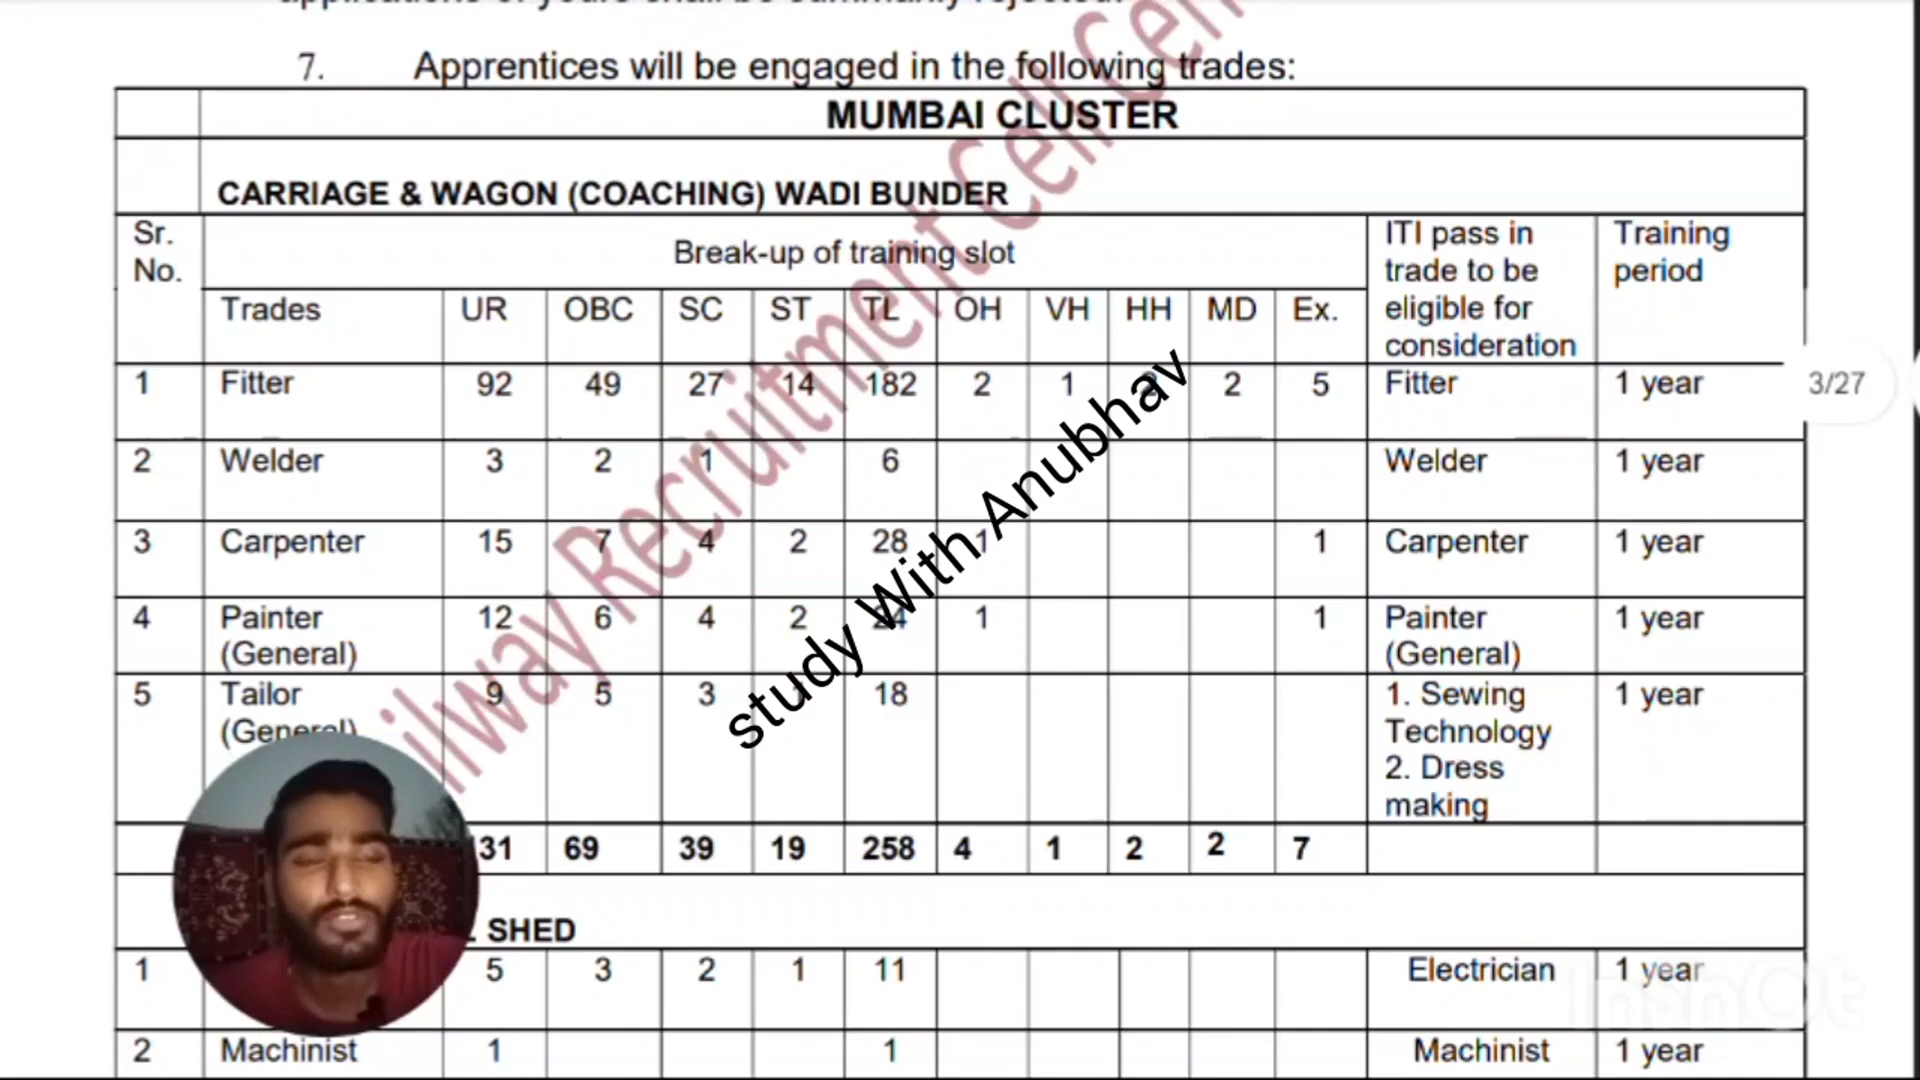 7. Apprentices will be engaged in the following trades:
MUMBAI CLUSTER
CARRIAGE & WAGON (COACHING) WADI BUNDER
Sr. No. Break-up of training slot ITI pass in trade to be eligible for consideration Training period
Trades UR OBC SC ST TL OH VH HH MD Ex.
1 Fitter 92 49 27 14 182 2 1 2 5 Fitter 1 year
3/27
2 Welder 3 2 1 6 Welder 1 year
3 Carpenter 15 7 4 2 28 1 Carpenter 1 year
4 Painter (General) 12 6 4 2 24 1 1 Painter (General) 1 year
5 Tailor (General) 9 5 3 18 1. Sewing Technology 2. Dress making 1 year
31 69 39 19 258 4 1 2 2 7
SHED
1 5 3 2 1 11 Electrician 1 year
2 Machinist 1 1 Machinist 1 year
ilway Recruitment Cell Cen
study With Anubhav